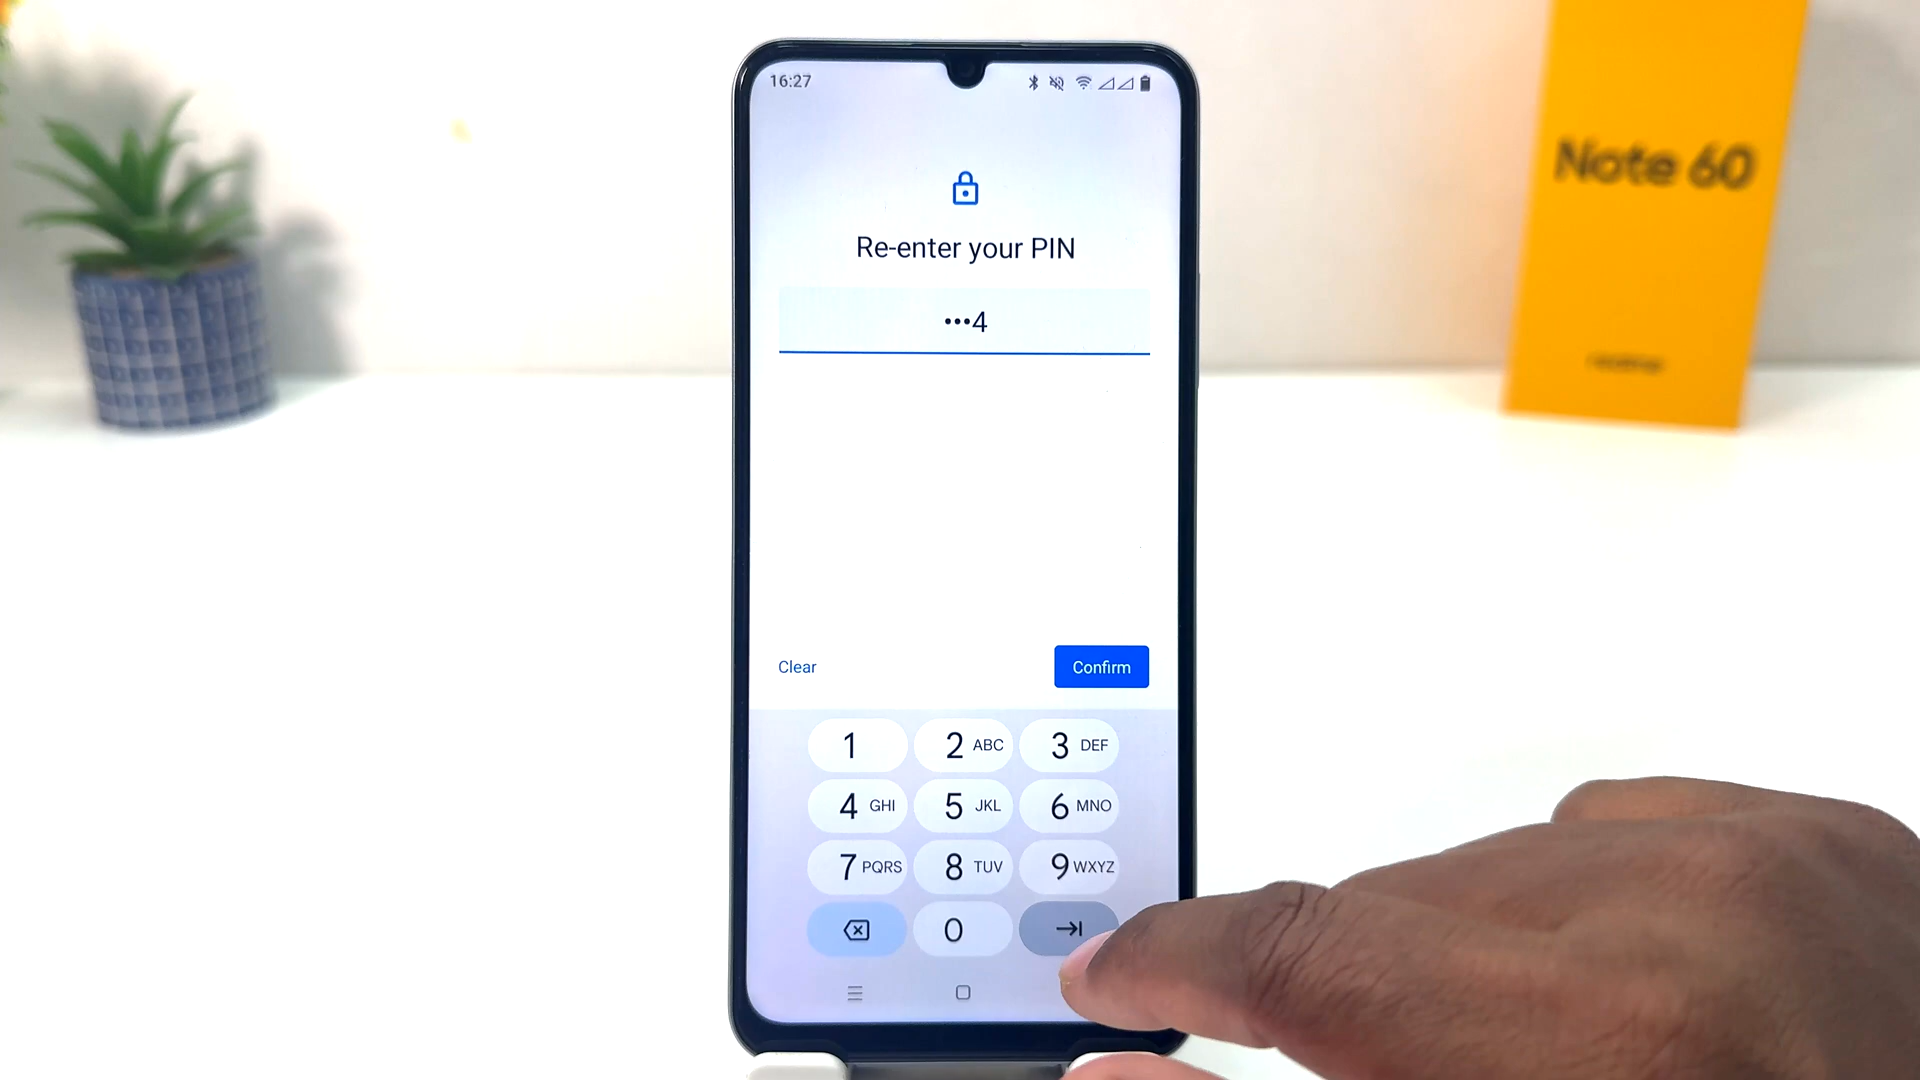 16:27
Note 60
Re-enter your PIN
•••4
Clear
Confirm
1
2 ABC
3 DEF
4 GHI
5 JKL
6 MNO
7 PQRS
8 TUV
9 WXYZ
0